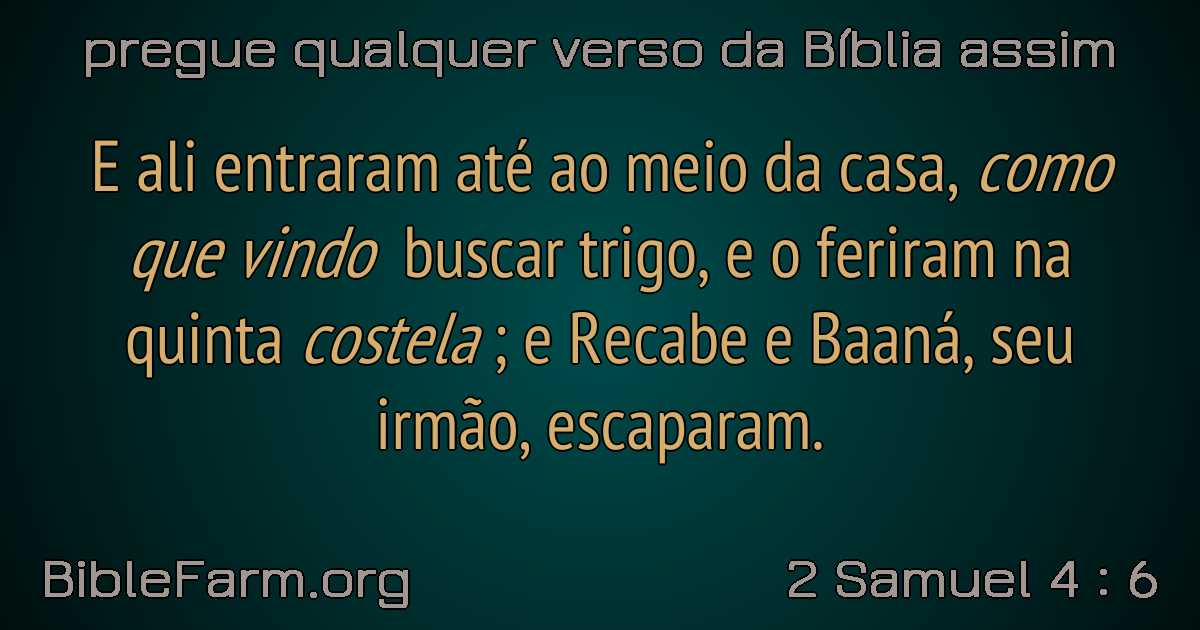 pregue qualquer verso da Bíblia assim
E ali entraram até ao meio da casa, como
que vindo buscar trigo, e o feriram na
quinta costela ; e Recabe e Baaná, seu
irmão, escaparam.
BibleFarm.org
2 Samuel 4 : 6